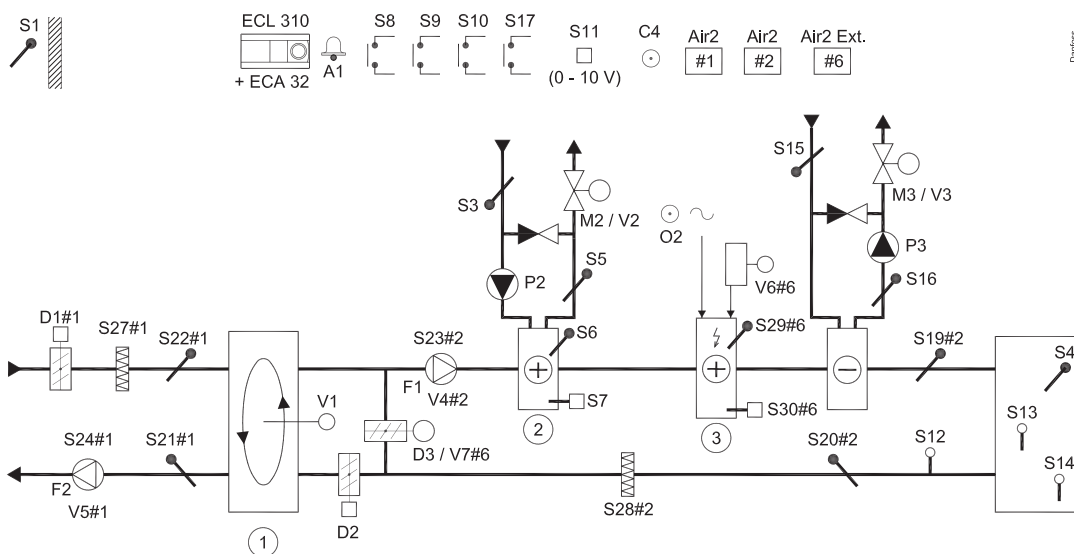 S1
ECL 310
+ ECA 32
A1
S8
S9
S10
S17
S11
(0 - 10 V)
C4
Air2
#1
Air2
#2
Air2 Ext.
#6
Danfoss
S3
M2 / V2
S5
P2
S6
S7
2
O2
V6#6
S29#6
S30#6
3
S15
M3 / V3
P3
S16
D1#1
S27#1
S22#1
V1
S23#2
F1
V4#2
S19#2
S4
S13
S14
S24#1
F2
V5#1
S21#1
1
D3 / V7#6
D2
S28#2
S20#2
S12